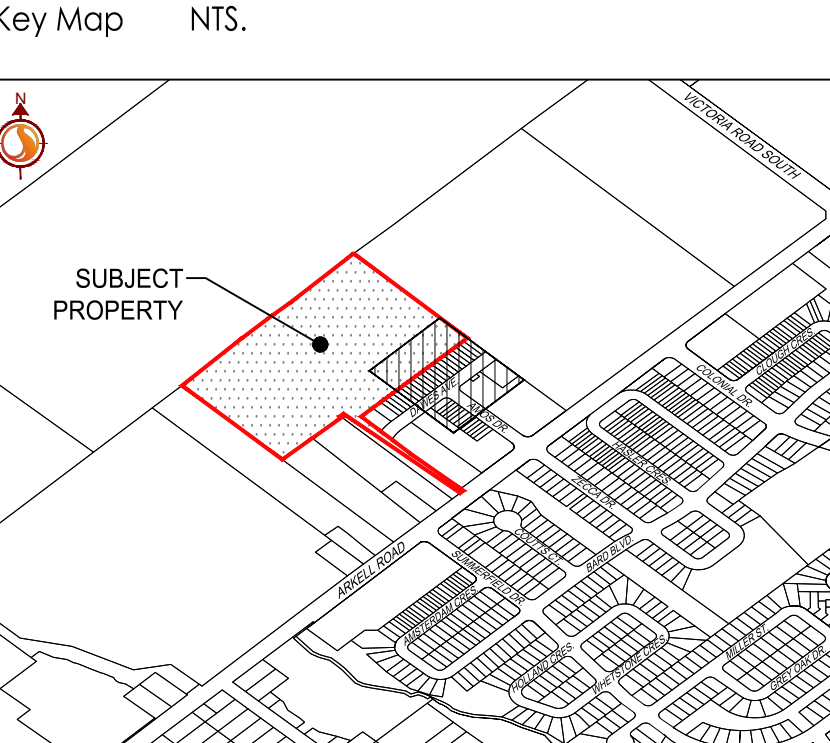 Key Map NTS.
N
VICTORIA ROAD SOUTH
SUBJECT
PROPERTY
CLOUGH CRES.
COLONIAL DR.
DAWES AVE.
HASLER CRES.
ZECCA DR.
COUTTS CT.
BARD BLVD.
ARKELL ROAD
SUMMERFIELD DR.
AMSTERDAM CRES.
MILLER ST.
HOLLAND CRES.
WHETSTONE CRES.
GREY OAK DR.